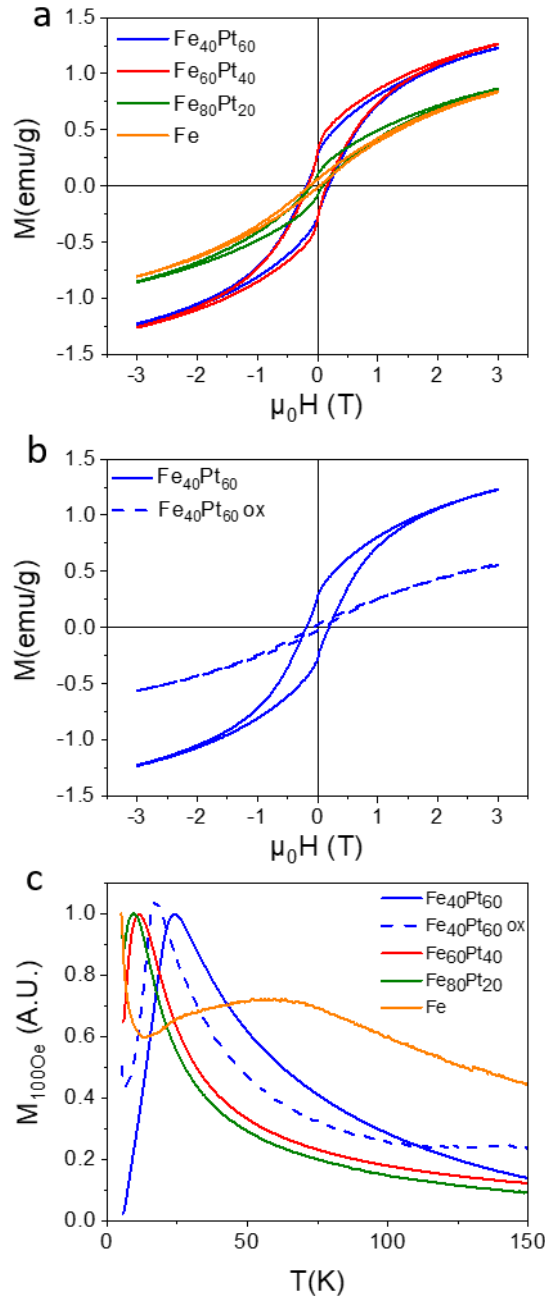 a
Fe₄₀Pt₆₀
Fe₆₀Pt₄₀
Fe₈₀Pt₂₀
Fe
M(emu/g)
1.5
1.0
0.5
0.0
-0.5
-1.0
-1.5
-3 -2 -1 0 1 2 3
μ₀H (T)
b
Fe₄₀Pt₆₀
Fe₄₀Pt₆₀ ox
M(emu/g)
1.5
1.0
0.5
0.0
-0.5
-1.0
-1.5
-3 -2 -1 0 1 2 3
μ₀H (T)
c
Fe₄₀Pt₆₀
Fe₄₀Pt₆₀ ox
Fe₆₀Pt₄₀
Fe₈₀Pt₂₀
Fe
M₁₀₀Oe (A.U.)
1.0
0.8
0.6
0.4
0.2
0.0
0 25 50 75 100 125 150
T(K)